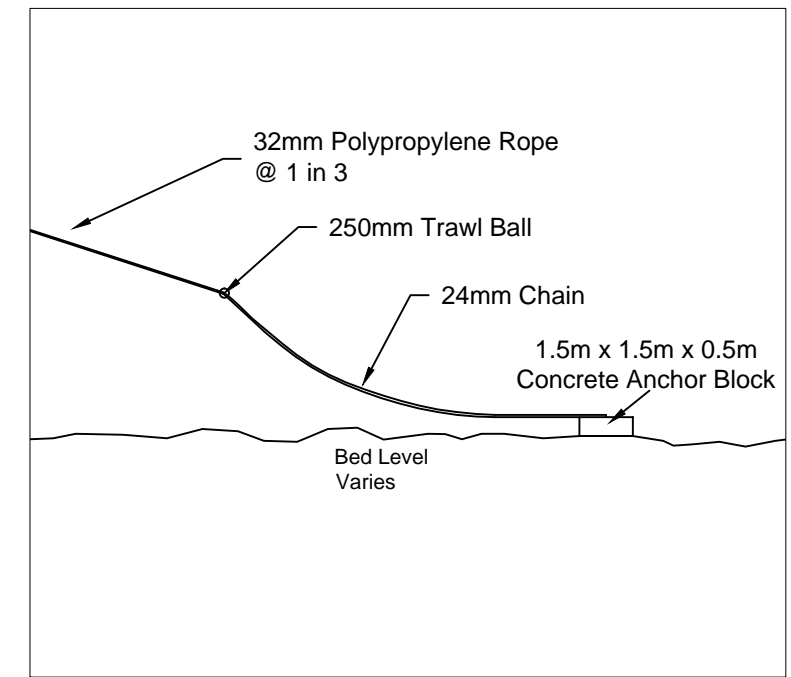 32mm Polypropylene Rope
@ 1 in 3
250mm Trawl Ball
24mm Chain
1.5m x 1.5m x 0.5m
Concrete Anchor Block
Bed Level
Varies